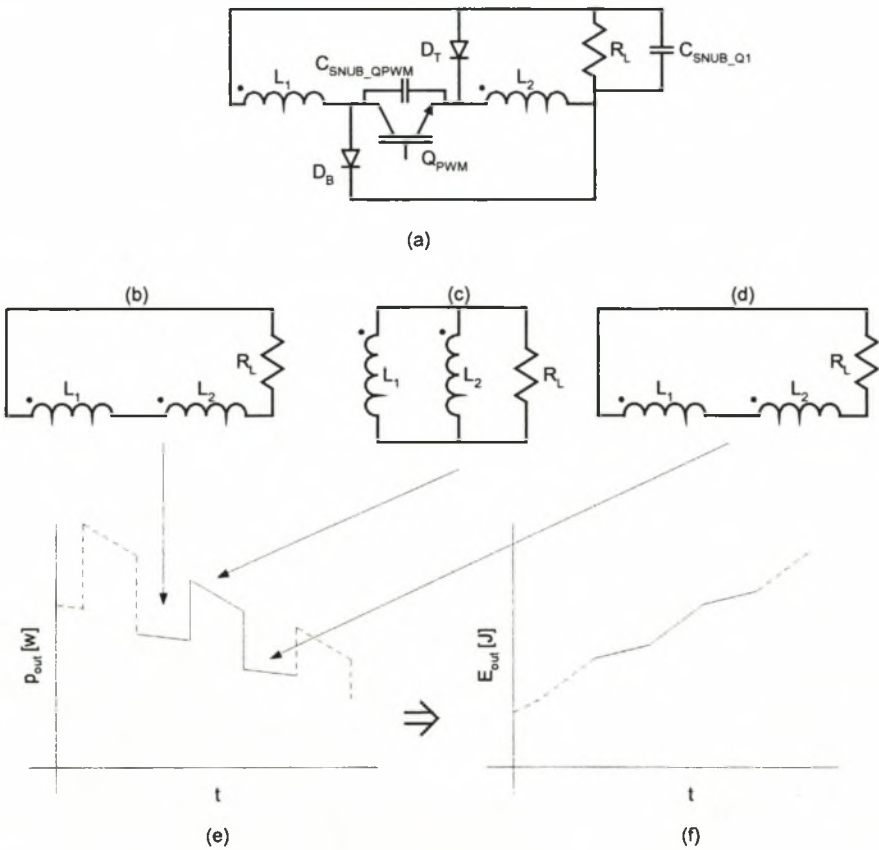 D_T
R_L
C_SNUB_Q1
C_SNUB_QPWM
L_1
L_2
D_B
Q_PWM
(a)
(b)
(c)
(d)
R_L
L_1
L_2
L_1
L_2
R_L
R_L
L_1
L_2
p_out [w]
E_out [J]
t
t
(e)
(f)